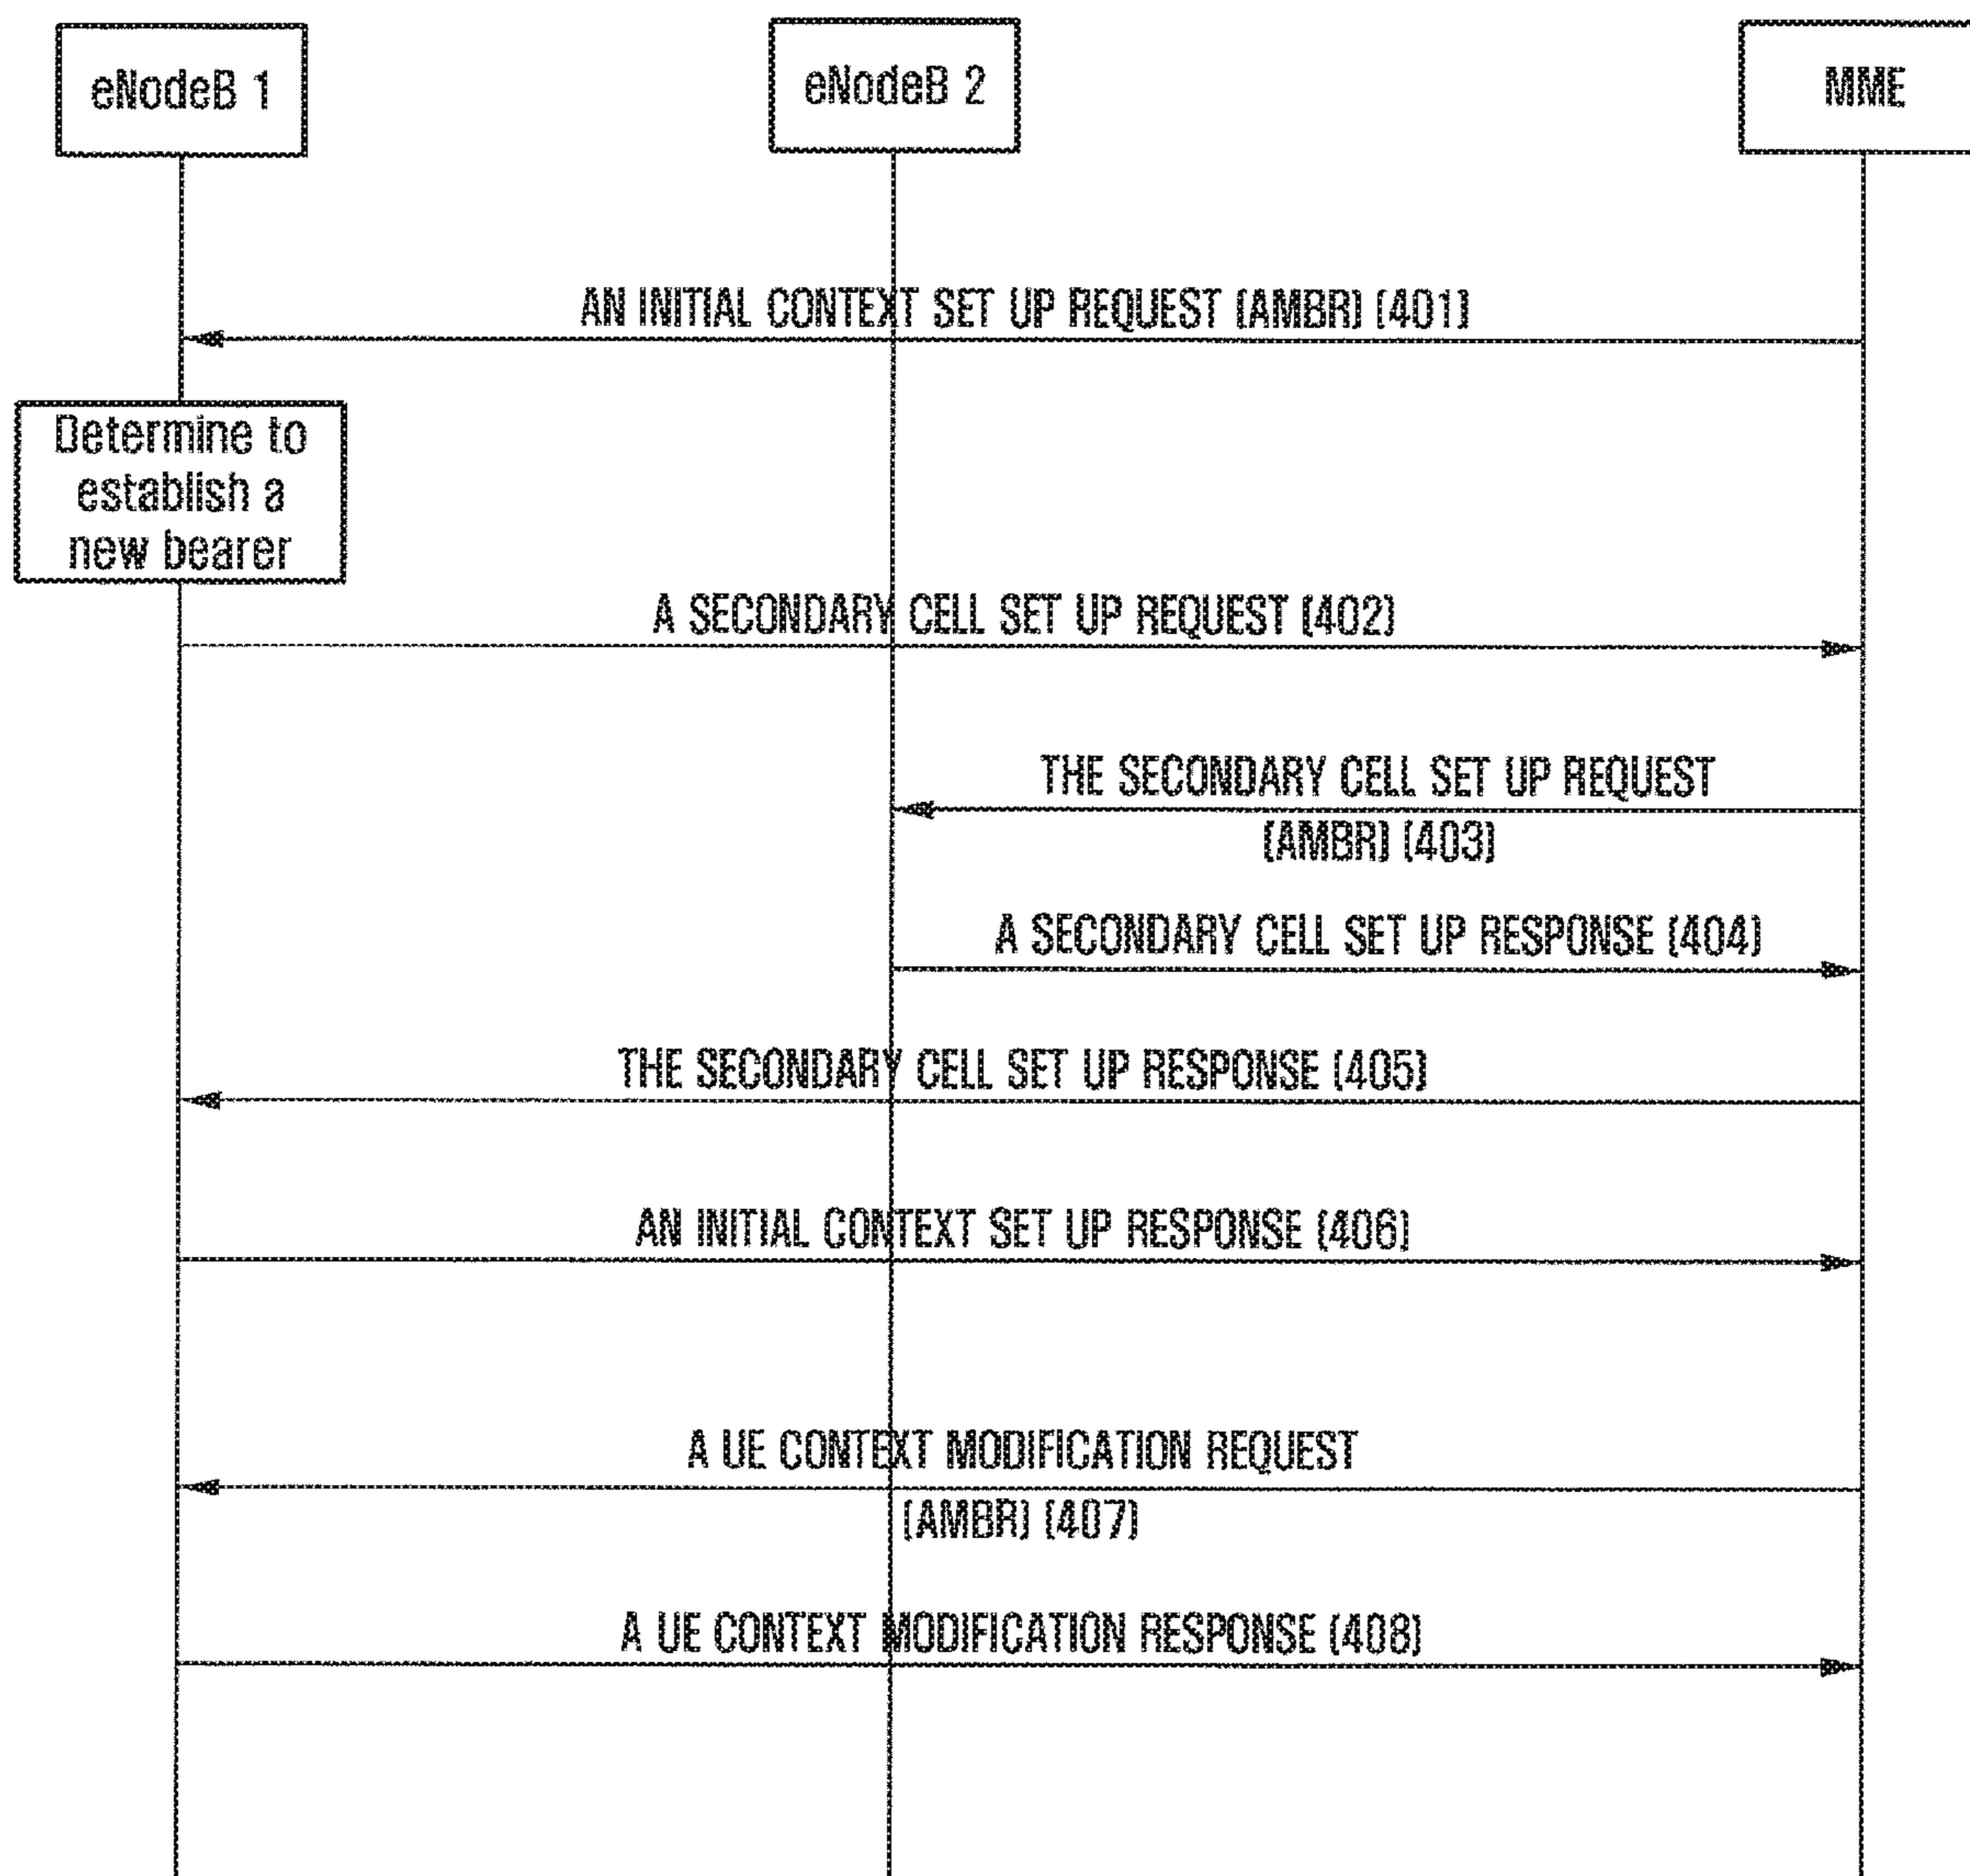 eNodeB 1
eNodeB 2
MME
AN INITIAL CONTEXT SET UP REQUEST (AMBR) (401)
Determine to
establish a
new bearer
A SECONDARY CELL SET UP REQUEST (402)
THE SECONDARY CELL SET UP REQUEST
(AMBR) (403)
A SECONDARY CELL SET UP RESPONSE (404)
THE SECONDARY CELL SET UP RESPONSE (405)
AN INITIAL CONTEXT SET UP RESPONSE (406)
A UE CONTEXT MODIFICATION REQUEST
(AMBR) (407)
A UE CONTEXT MODIFICATION RESPONSE (408)